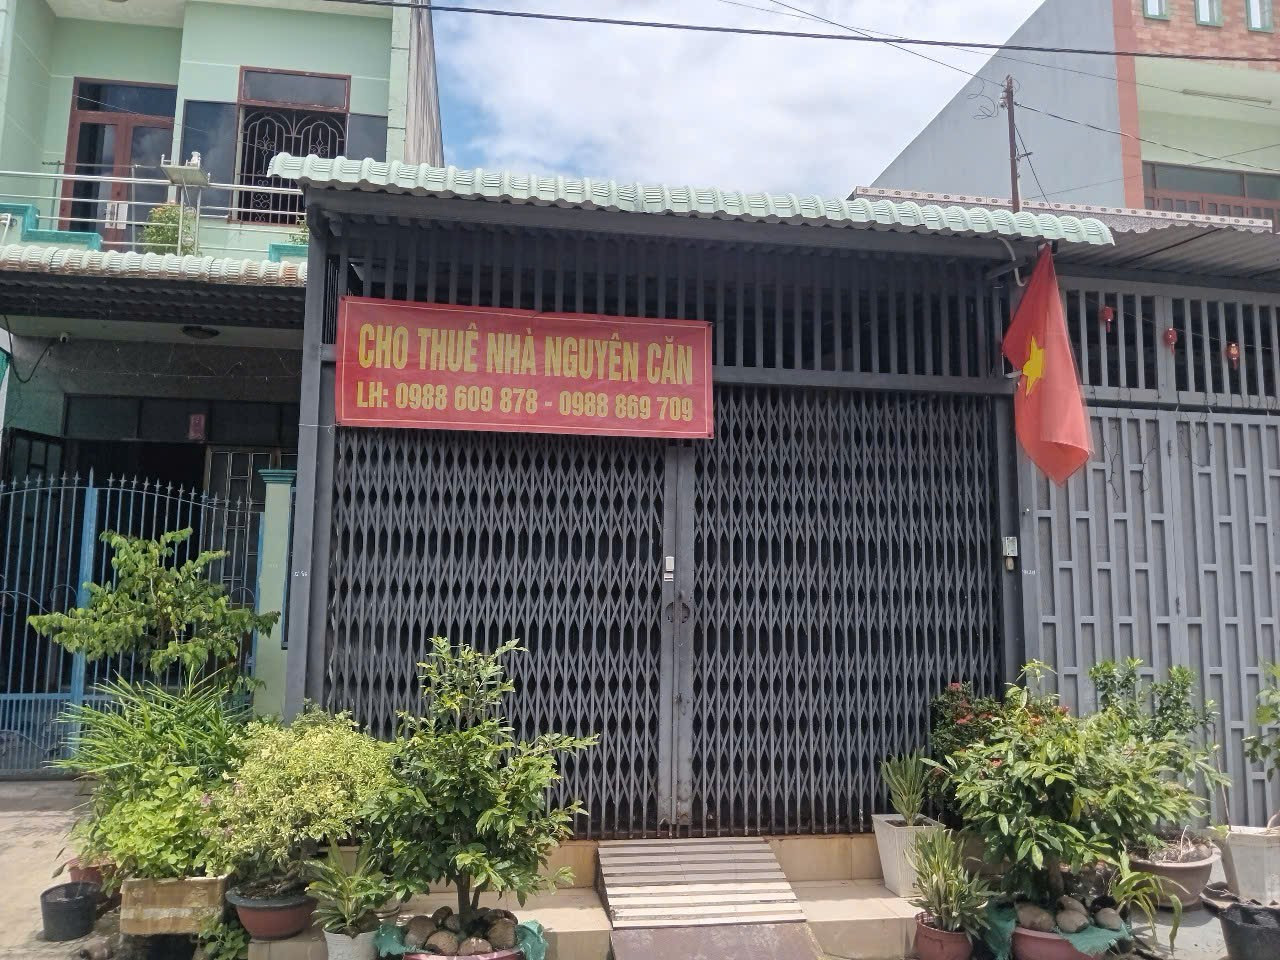 CHO THUÊ NHÀ NGUYÊN CĂN
LH: 0988 609 878 - 0988 869 709